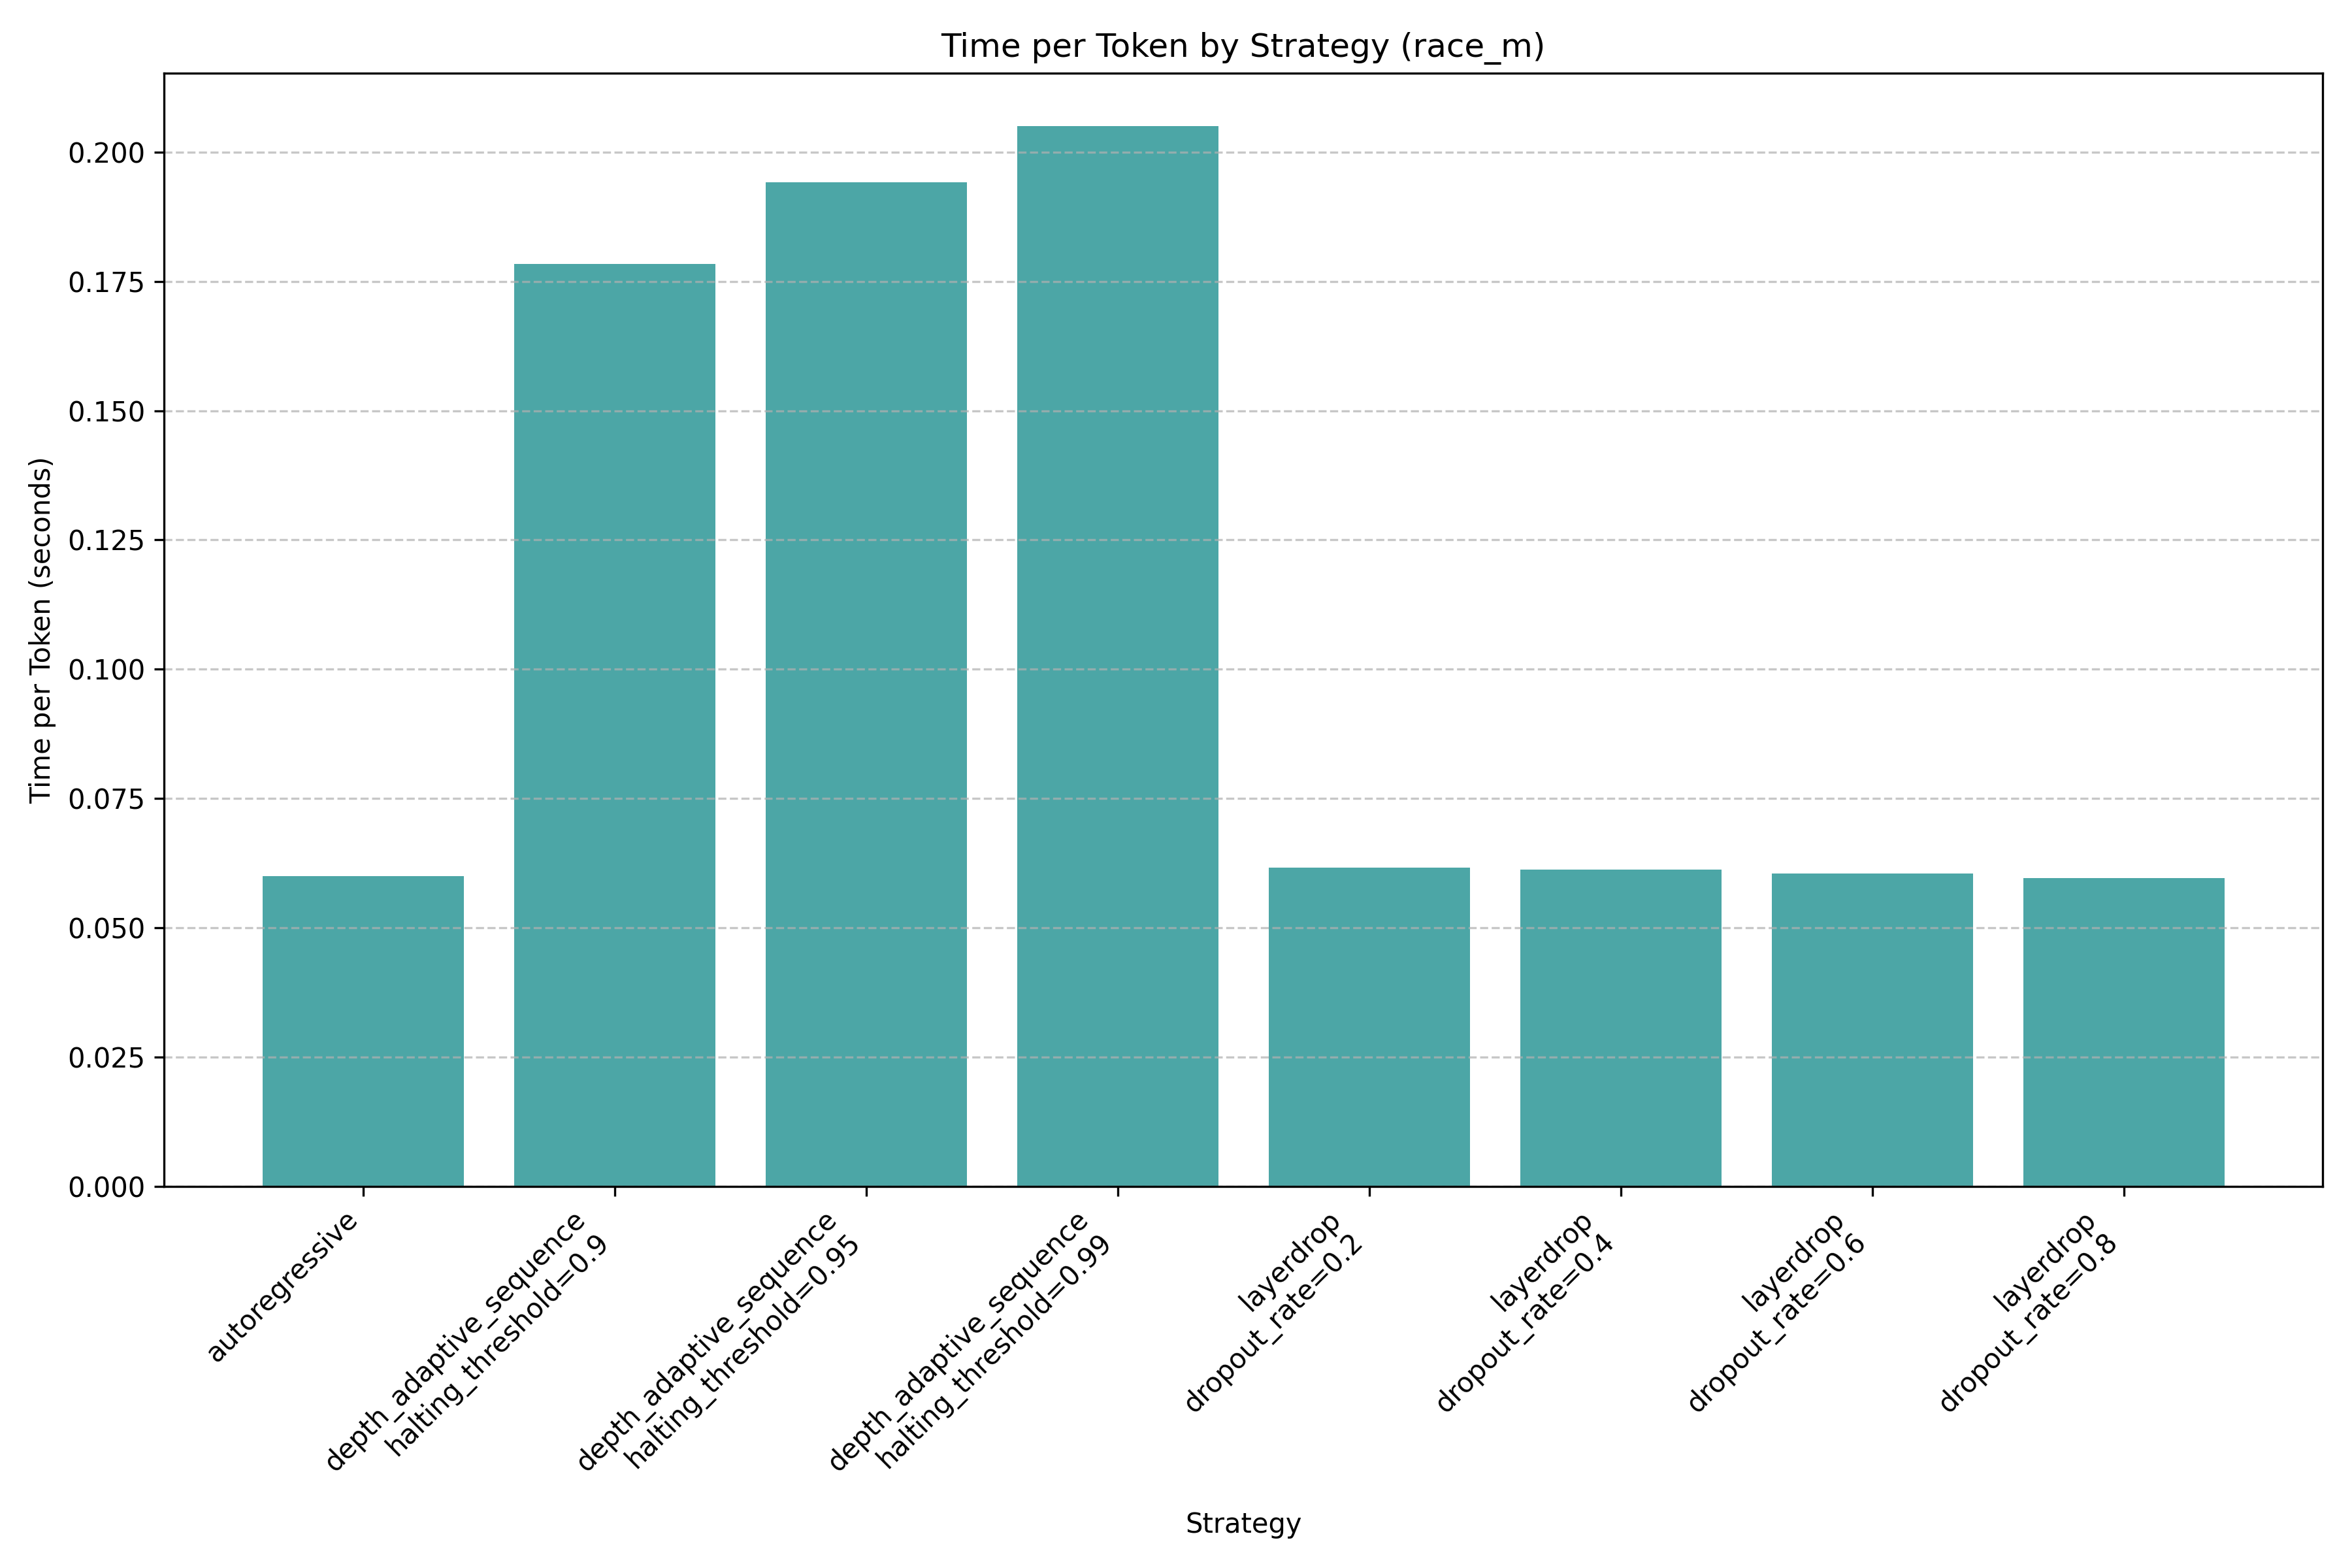 Time per Token by Strategy (race_m)
Time per Token (seconds)
0.200
0.175
0.150
0.125
0.100
0.075
0.050
0.025
0.000
autoregressive
depth_adaptive_sequence
halting_threshold=0.9
depth_adaptive_sequence
halting_threshold=0.95
depth_adaptive_sequence
halting_threshold=0.99
layerdrop
dropout_rate=0.2
layerdrop
dropout_rate=0.4
layerdrop
dropout_rate=0.6
layerdrop
dropout_rate=0.8
Strategy